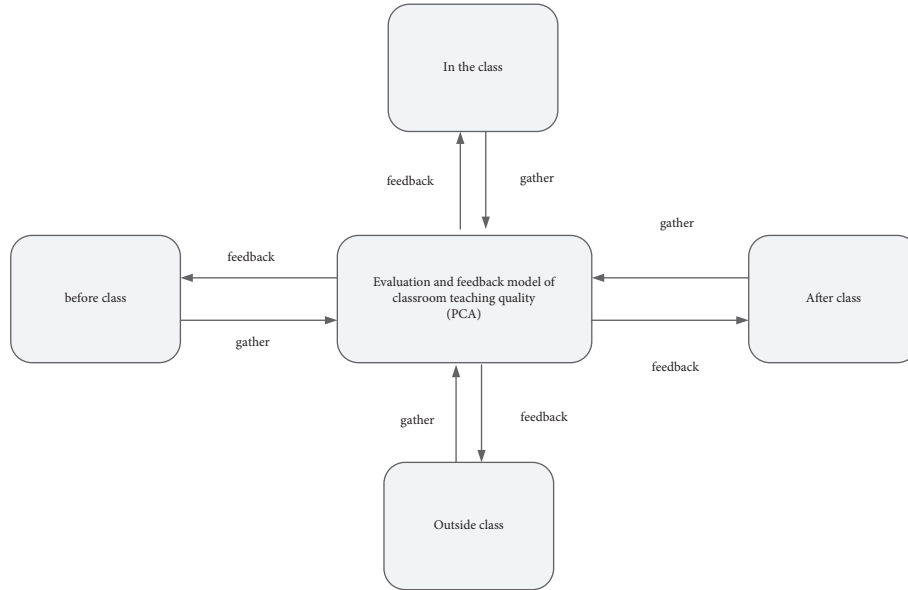 In the class
feedback
gather
gather
feedback
before class
Evaluation and feedback model of
classroom teaching quality
(PCA)
After class
gather
feedback
gather
feedback
Outside class